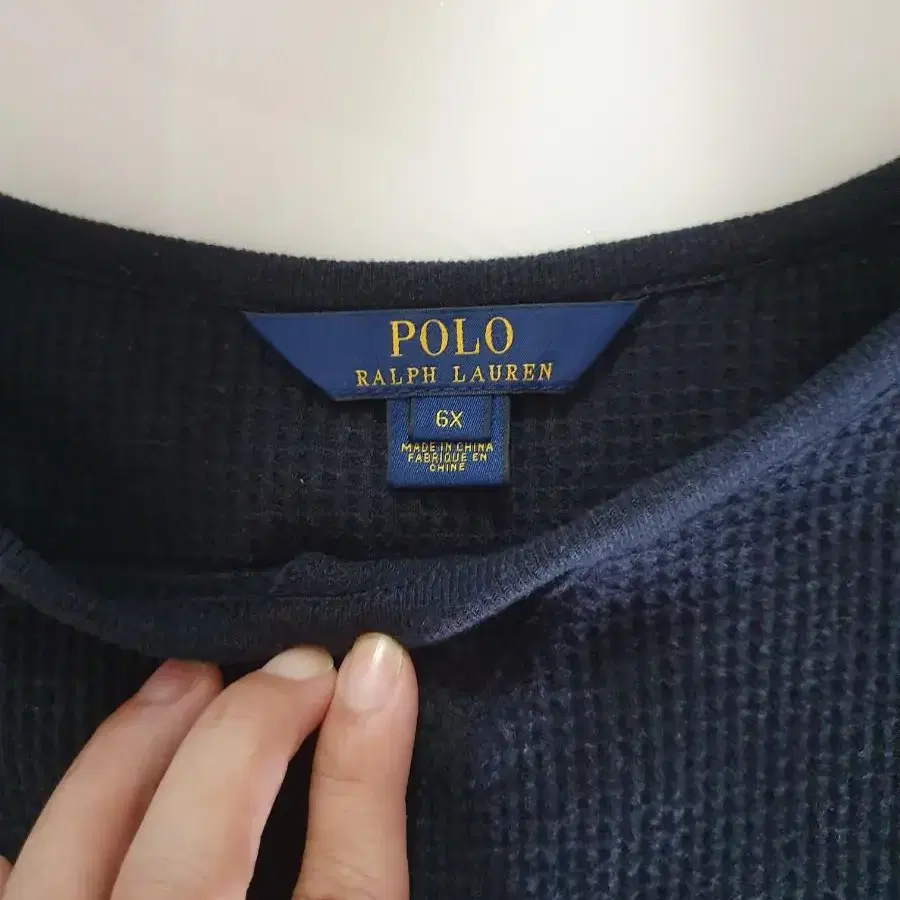 POLO
RALPH LAUREN
6X
MADE IN CHINA
FABRIQUE EN
CHINE